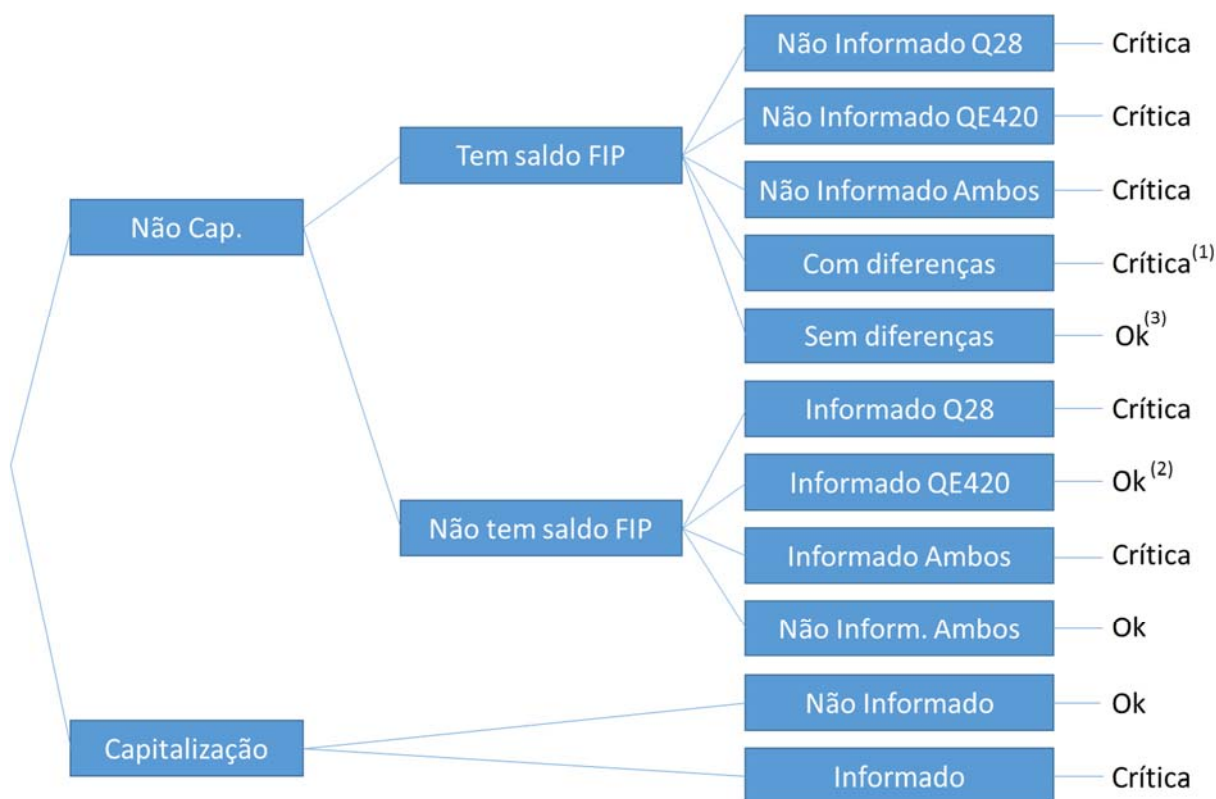 Não Informado Q28 Crítica
Não Informado QE420 Crítica
Tem saldo FIP
Não Informado Ambos Crítica
Não Cap.
Com diferenças Crítica(1)
Sem diferenças Ok(3)
Informado Q28 Crítica
Informado QE420 Ok (2)
Não tem saldo FIP
Informado Ambos Crítica
Não Inform. Ambos Ok
Não Informado Ok
Capitalização
Informado Crítica